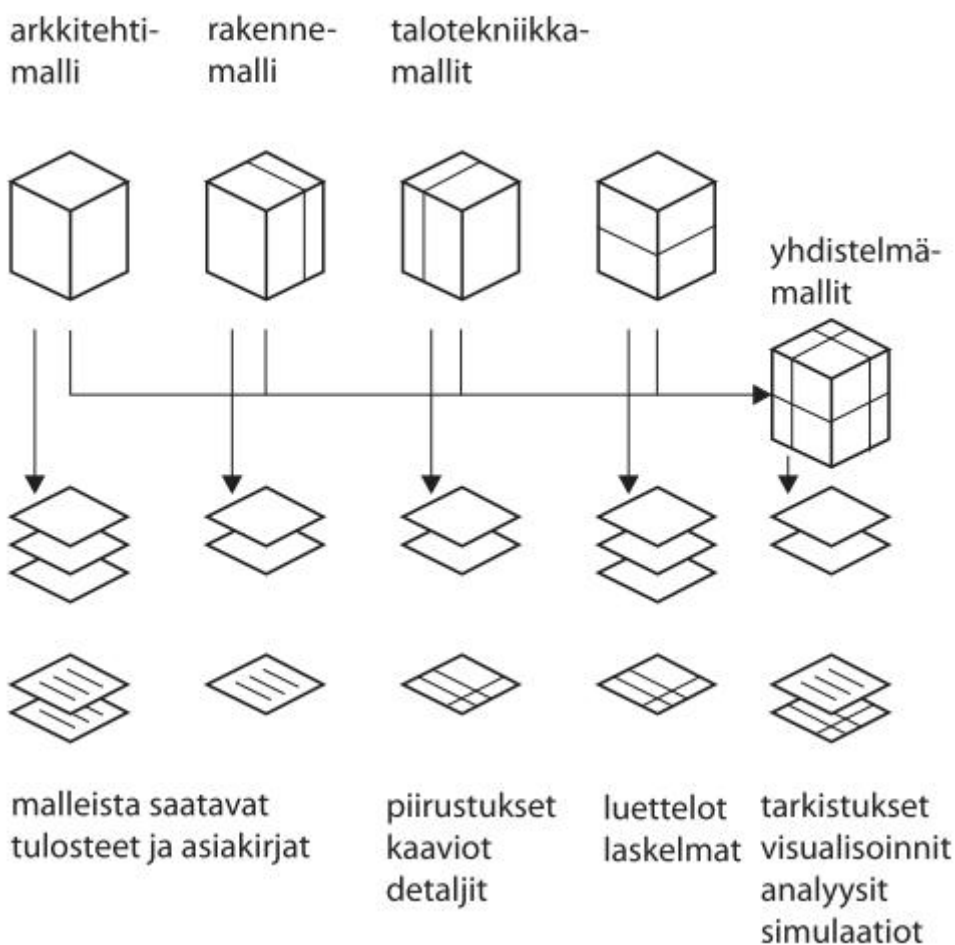 arkkitehti-
malli
rakenne-
malli
talotekniikka-
mallit
yhdistelmä-
mallit
malleista saatavat
tulosteet ja asiakirjat
piirustukset
kaaviot
detaljit
luettelot
laskelmat
tarkistukset
visualisoinnit
analyysit
simulaatiot